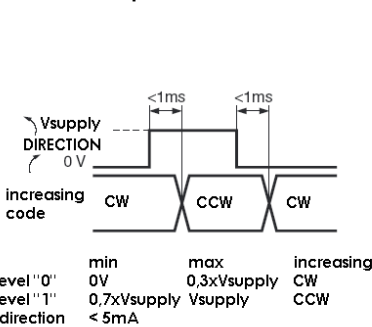 <1ms <1ms
Vsupply
DIRECTION
0 V
increasing
code
CW CCW CW
min max increasing
evel "0" 0V 0,3xVsupply CW
evel "1" 0,7xVsupply Vsupply CCW
direction < 5mA